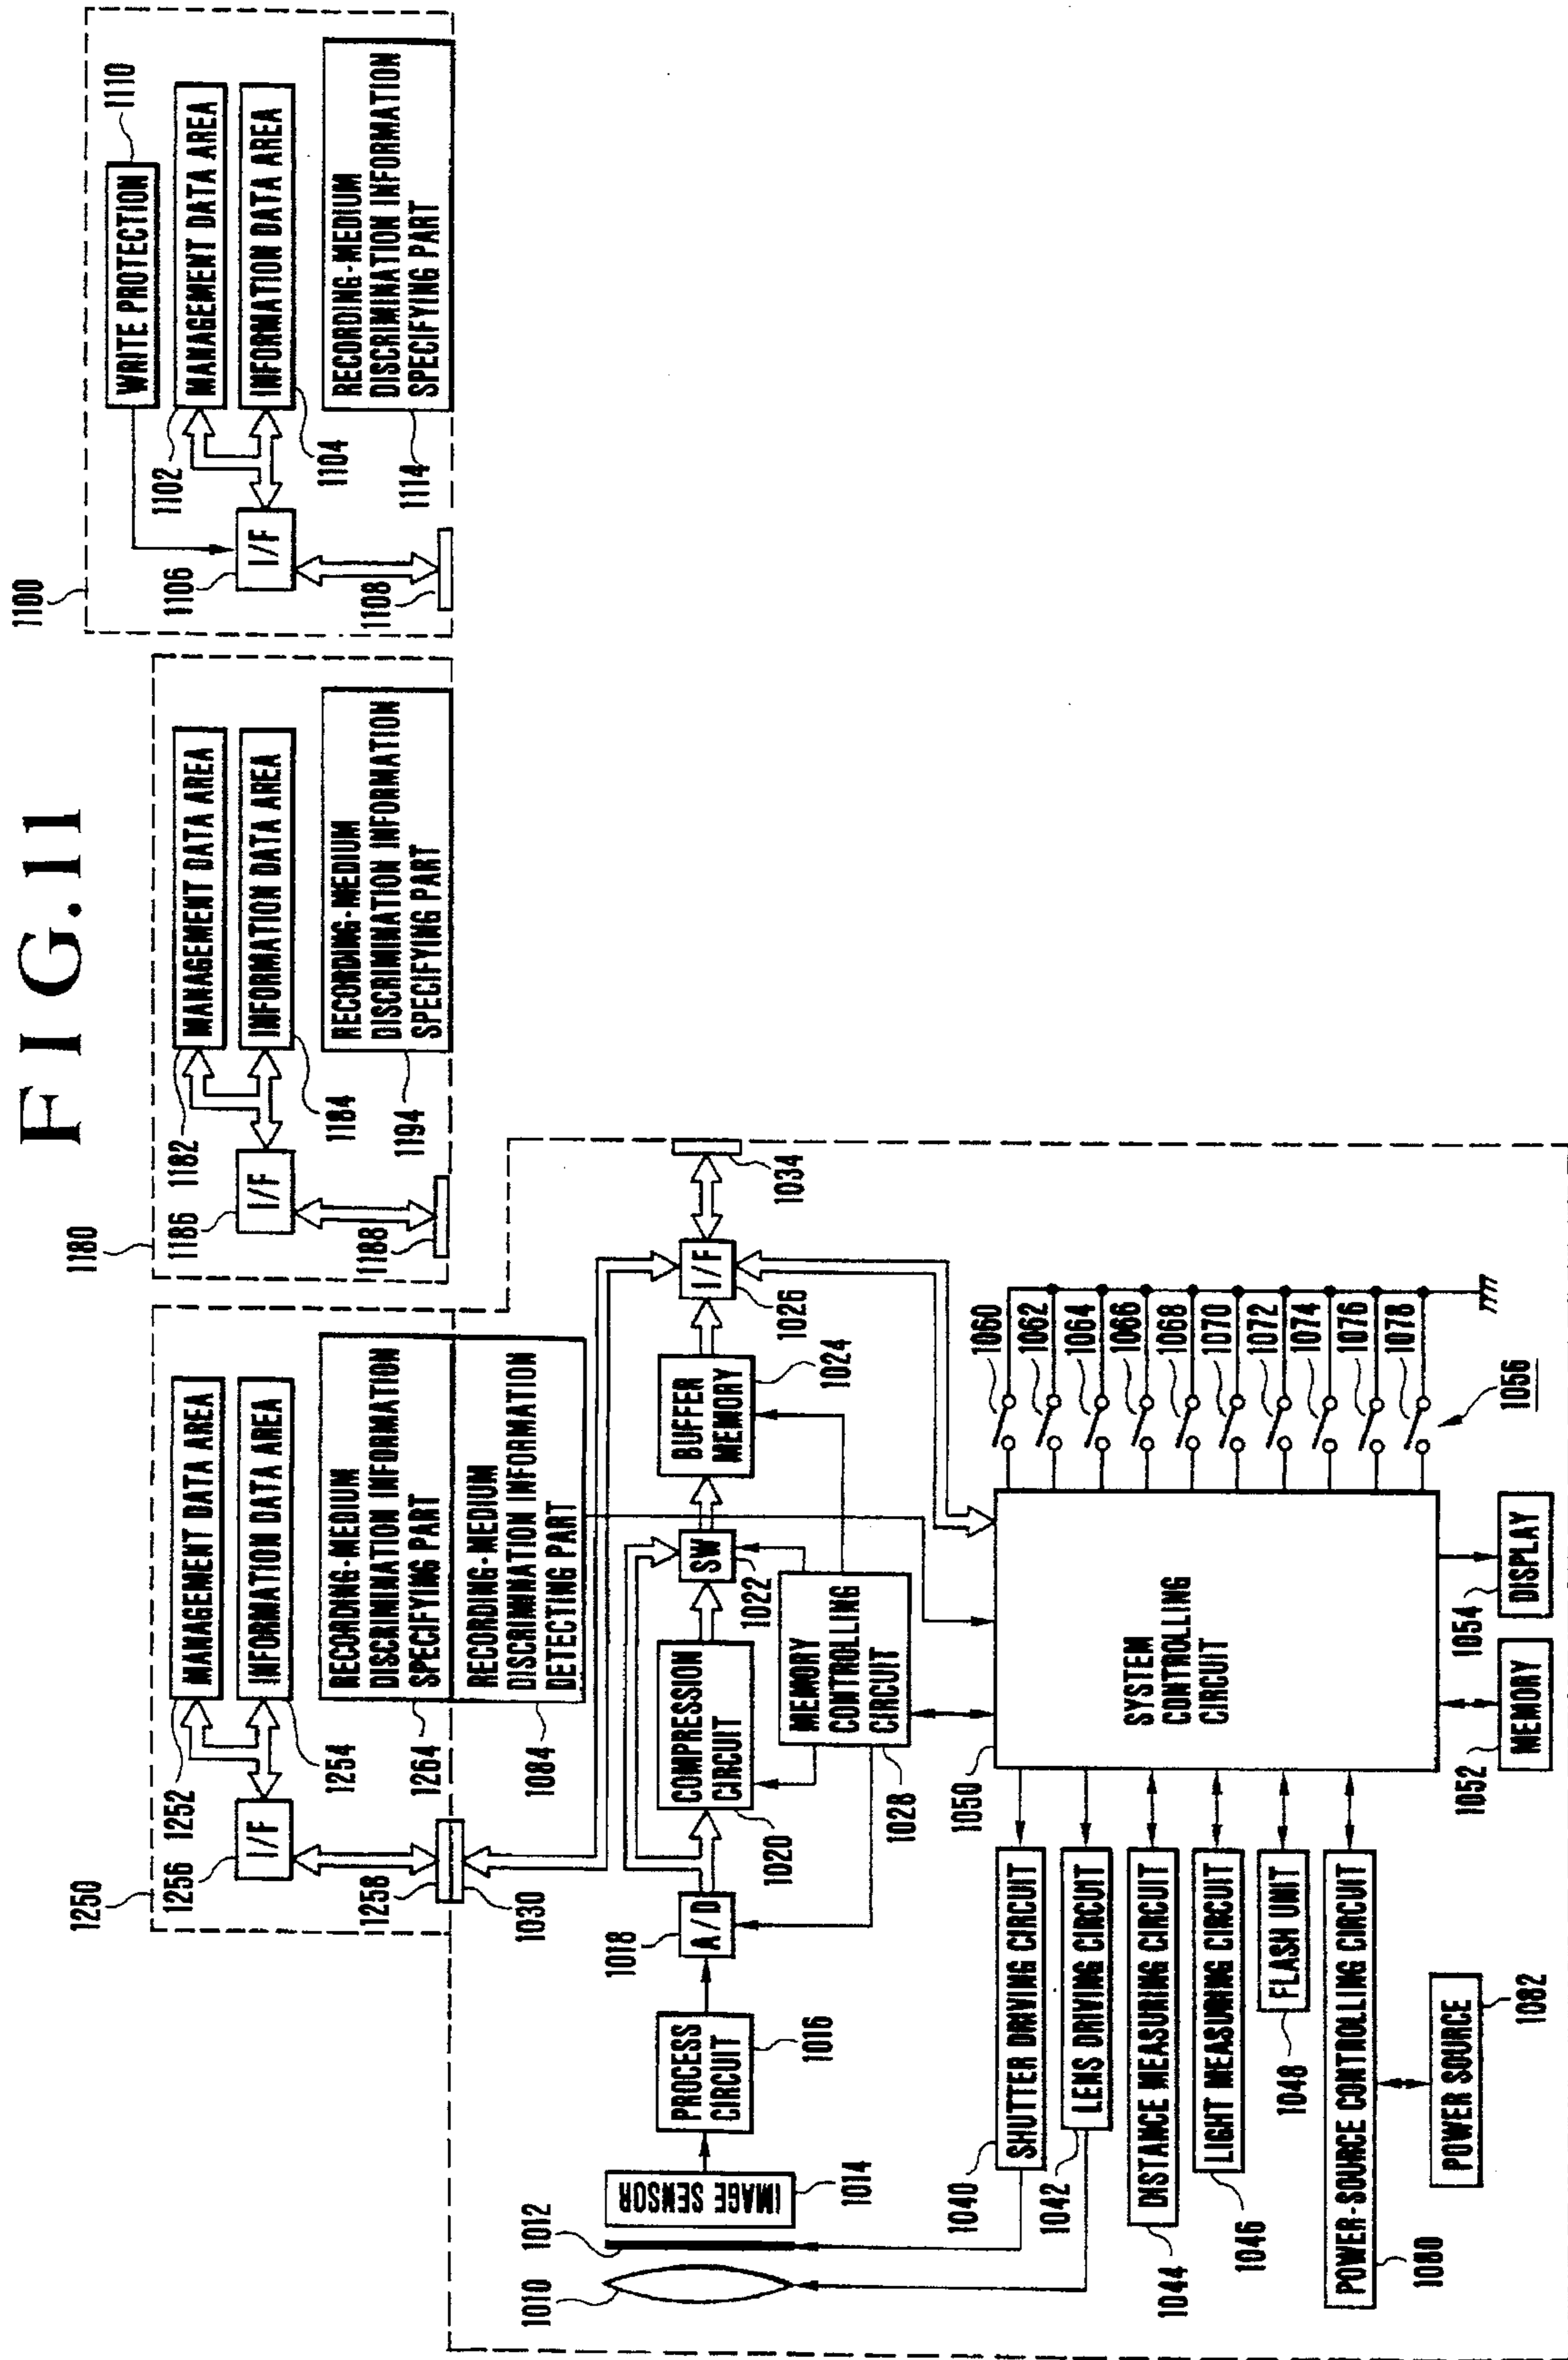 FIG.11
1250
1252
MANAGEMENT DATA AREA
1256
I/F
INFORMATION DATA AREA
1254
1258
1264
RECORDING-MEDIUM
DISCRIMINATION INFORMATION
SPECIFYING PART
1180
1182
MANAGEMENT DATA AREA
1186
I/F
INFORMATION DATA AREA
1184
1188
1194
RECORDING-MEDIUM
DISCRIMINATION INFORMATION
SPECIFYING PART
1100
WRITE PROTECTION
1110
1102
MANAGEMENT DATA AREA
1106
I/F
INFORMATION DATA AREA
1104
1108
1114
RECORDING-MEDIUM
DISCRIMINATION INFORMATION
SPECIFYING PART
1030
1084
RECORDING-MEDIUM
DISCRIMINATION INFORMATION
DETECTING PART
1010
1012
IMAGE SENSOR
1014
PROCESS
CIRCUIT
1016
1018
A/D
COMPRESSION
CIRCUIT
1020
SW
1022
BUFFER
MEMORY
1024
I/F
1026
1034
MEMORY
CONTROLLING
CIRCUIT
1028
1040
SHUTTER DRIVING CIRCUIT
1042
LENS DRIVING CIRCUIT
1044
DISTANCE MEASURING CIRCUIT
1046
LIGHT MEASURING CIRCUIT
1048
FLASH UNIT
1080
POWER-SOURCE CONTROLLING CIRCUIT
POWER SOURCE
1082
1050
SYSTEM
CONTROLLING
CIRCUIT
1052
MEMORY
1054
DISPLAY
1060
1062
1064
1066
1068
1070
1072
1074
1076
1078
1056